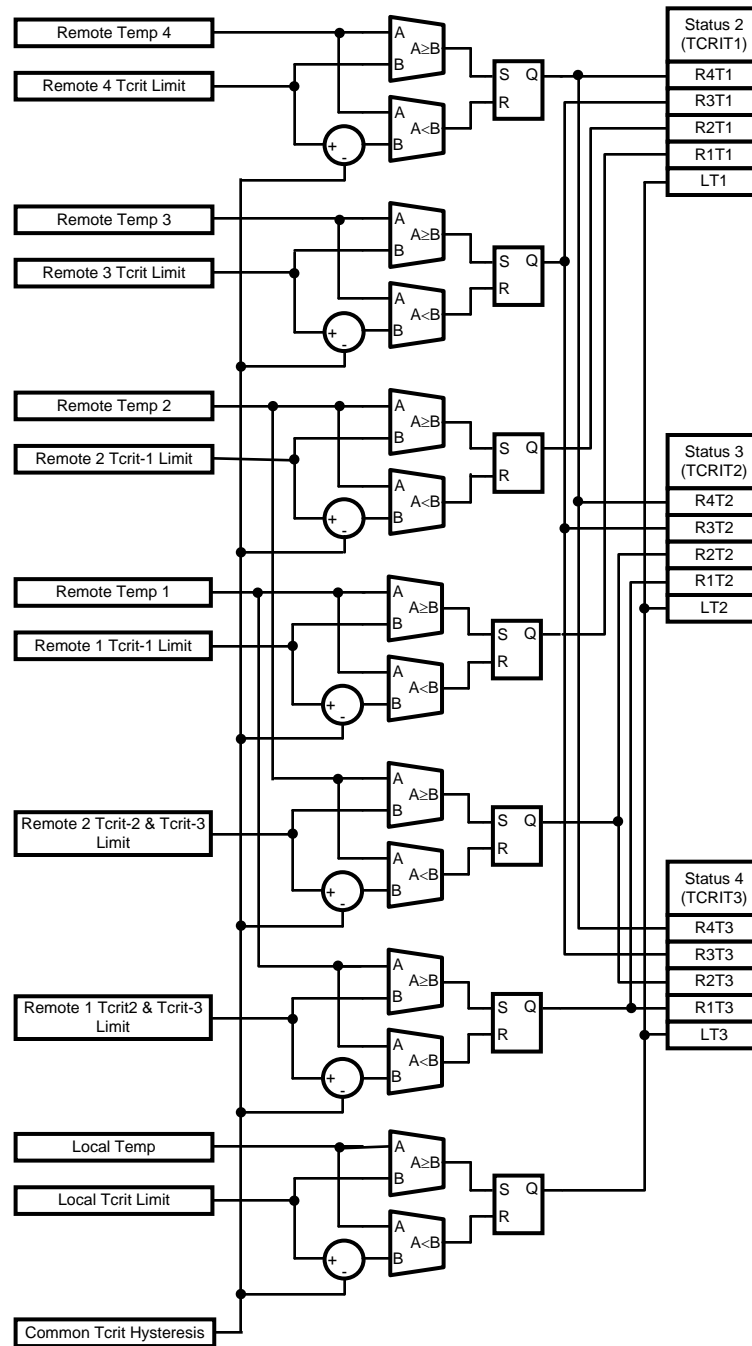 Remote Temp 4
Remote 4 Tcrit Limit
A
B
A≥B
A
B
A<B
+
-
S
R
Q
Remote Temp 3
Remote 3 Tcrit Limit
A
B
A≥B
A
B
A<B
+
-
S
R
Q
Remote Temp 2
Remote 2 Tcrit-1 Limit
A
B
A≥B
A
B
A<B
+
-
S
R
Q
Remote Temp 1
Remote 1 Tcrit-1 Limit
A
B
A≥B
A
B
A<B
+
-
S
R
Q
Remote 2 Tcrit-2 & Tcrit-3
Limit
A
B
A≥B
A
B
A<B
+
-
S
R
Q
Remote 1 Tcrit2 & Tcrit-3
Limit
A
B
A≥B
A
B
A<B
+
-
S
R
Q
Local Temp
Local Tcrit Limit
A
B
A≥B
A
B
A<B
+
-
S
R
Q
Common Tcrit Hysteresis
Status 2
(TCRIT1)
R4T1
R3T1
R2T1
R1T1
LT1
Status 3
(TCRIT2)
R4T2
R3T2
R2T2
R1T2
LT2
Status 4
(TCRIT3)
R4T3
R3T3
R2T3
R1T3
LT3